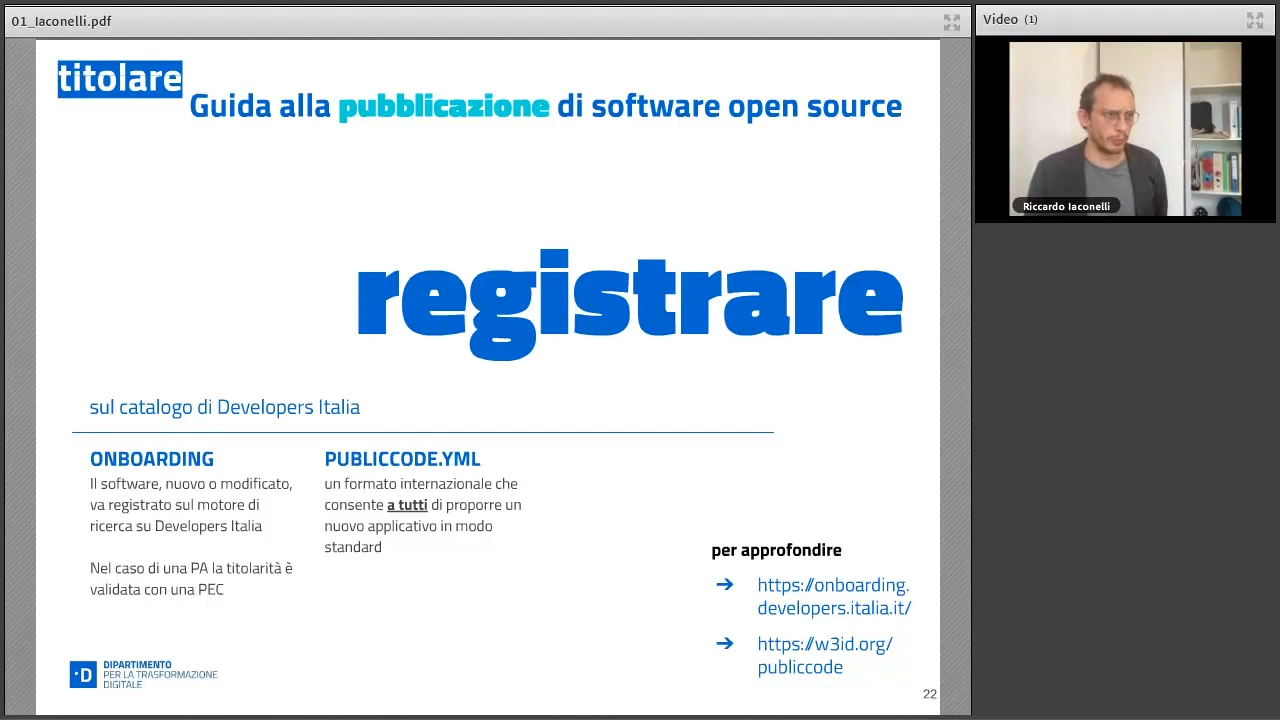 01_Iaconelli.pdf
Video (1)
titolare
Guida alla pubblicazione di software open source
registrare
sul catalogo di Developers Italia
ONBOARDING
Il software, nuovo o modificato,
va registrato sul motore di
ricerca su Developers Italia
Nel caso di una PA la titolarità è
validata con una PEC
PUBLICCODE.YML
un formato internazionale che
consente a tutti di proporre un
nuovo applicativo in modo
standard
per approfondire
➔ https://onboarding.
developers.italia.it/
➔ https://w3id.org/
publiccode
·D
DIPARTIMENTO
PER LA TRASFORMAZIONE
DIGITALE
22
Riccardo Iaconelli